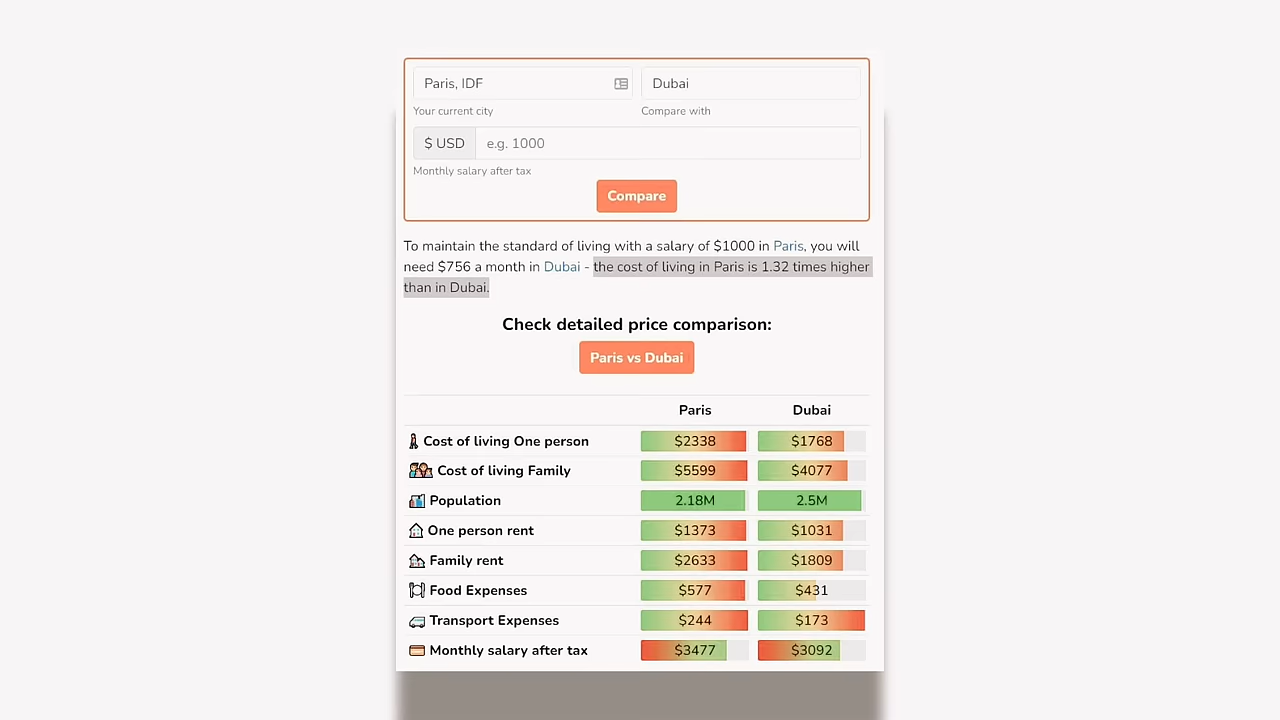 Paris, IDF Dubai
Your current city Compare with
$ USD e.g. 1000
Monthly salary after tax
Compare
To maintain the standard of living with a salary of $1000 in Paris, you will
need $756 a month in Dubai - the cost of living in Paris is 1.32 times higher
than in Dubai.
Check detailed price comparison:
Paris vs Dubai
Paris Dubai
Cost of living One person $2338 $1768
Cost of living Family $5599 $4077
Population 2.18M 2.5M
One person rent $1373 $1031
Family rent $2633 $1809
Food Expenses $577 $431
Transport Expenses $244 $173
Monthly salary after tax $3477 $3092